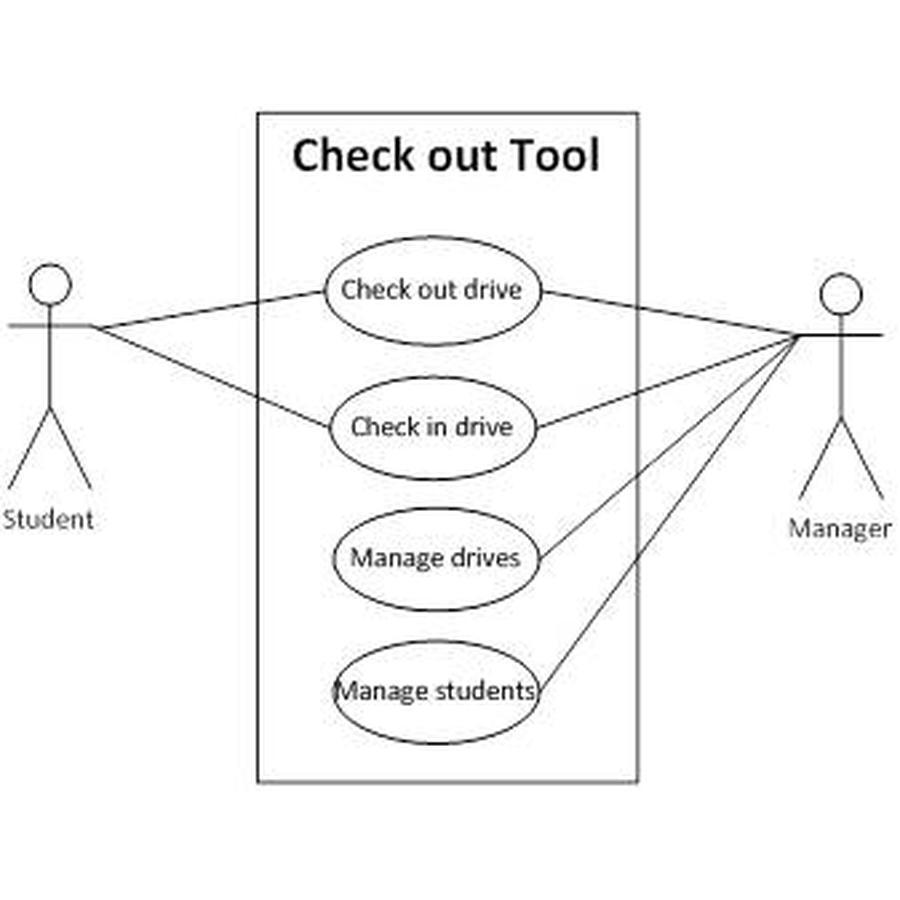 Check out Tool
Check out drive
Check in drive
Student
Manager
Manage drives
Manage students